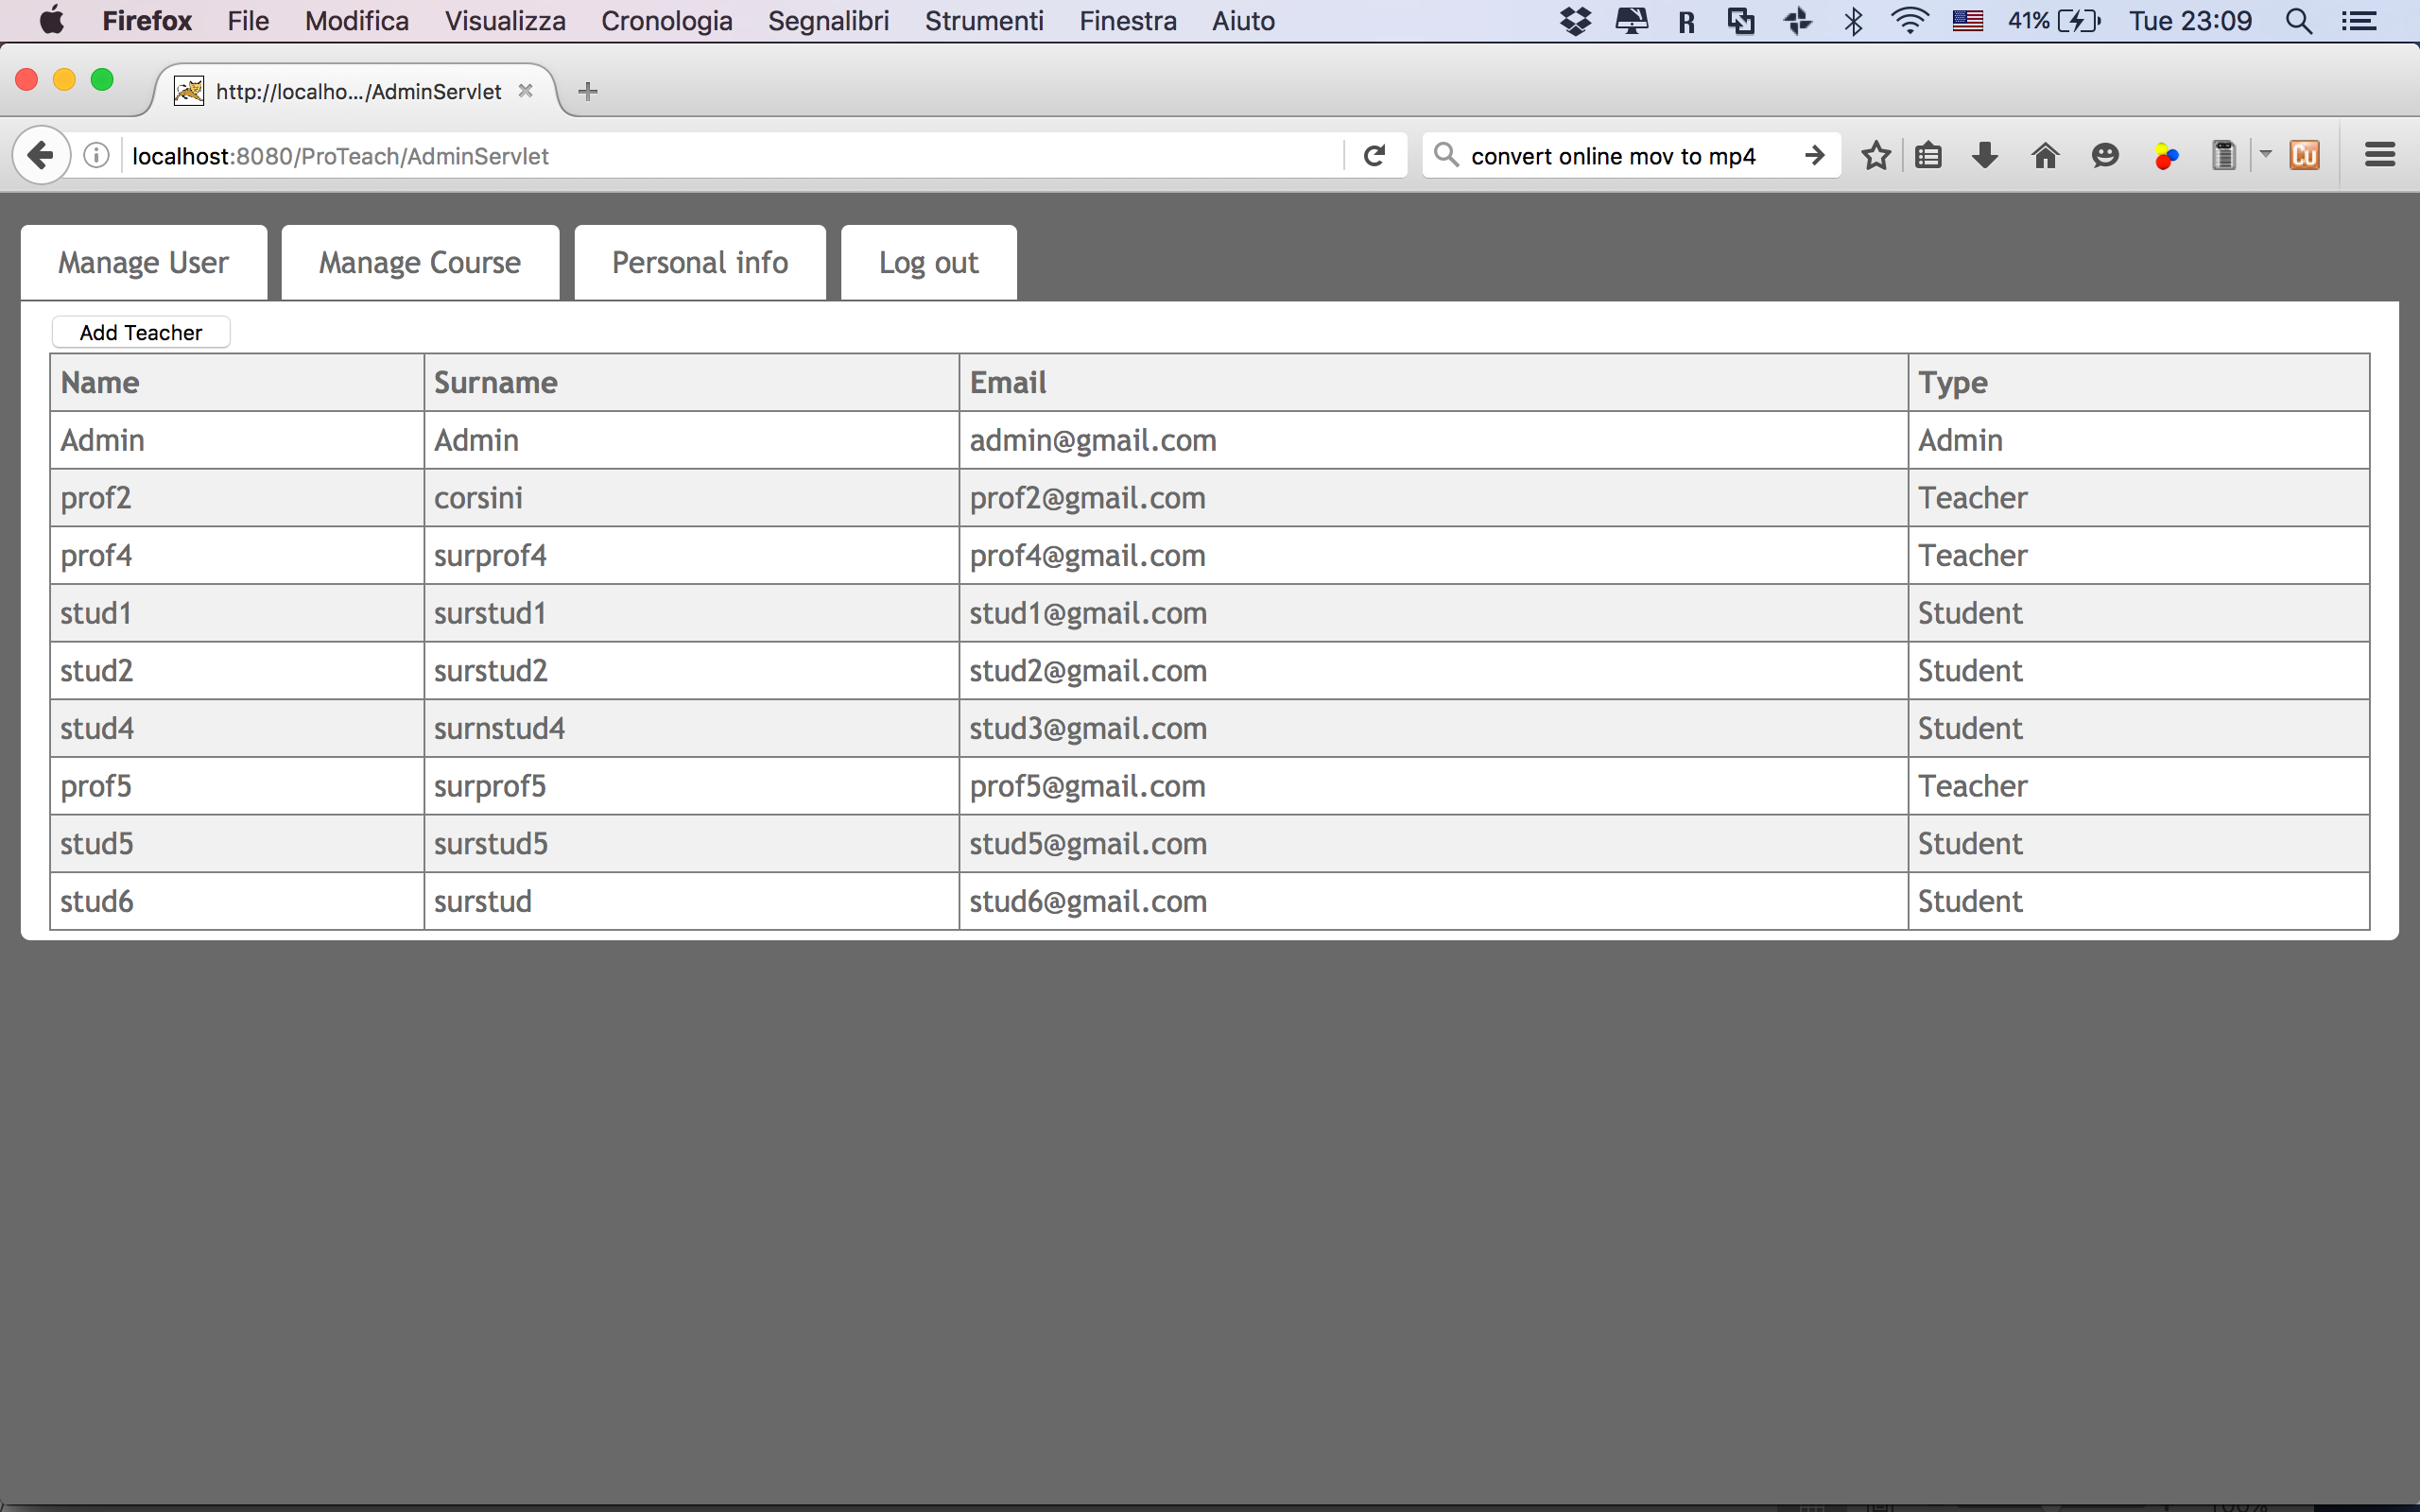 Firefox File Modifica Visualizza Cronologia Segnalibri Strumenti Finestra Aiuto R 41% Tue 23:09
http://localho.../AdminServlet
localhost:8080/ProTeach/AdminServlet convert online mov to mp4 CU
Manage User Manage Course Personal info Log out
Add Teacher
Name Surname Email Type
Admin Admin admin@gmail.com Admin
prof2 corsini prof2@gmail.com Teacher
prof4 surprof4 prof4@gmail.com Teacher
stud1 surstud1 stud1@gmail.com Student
stud2 surstud2 stud2@gmail.com Student
stud4 surnstud4 stud3@gmail.com Student
prof5 surprof5 prof5@gmail.com Teacher
stud5 surstud5 stud5@gmail.com Student
stud6 surstud stud6@gmail.com Student